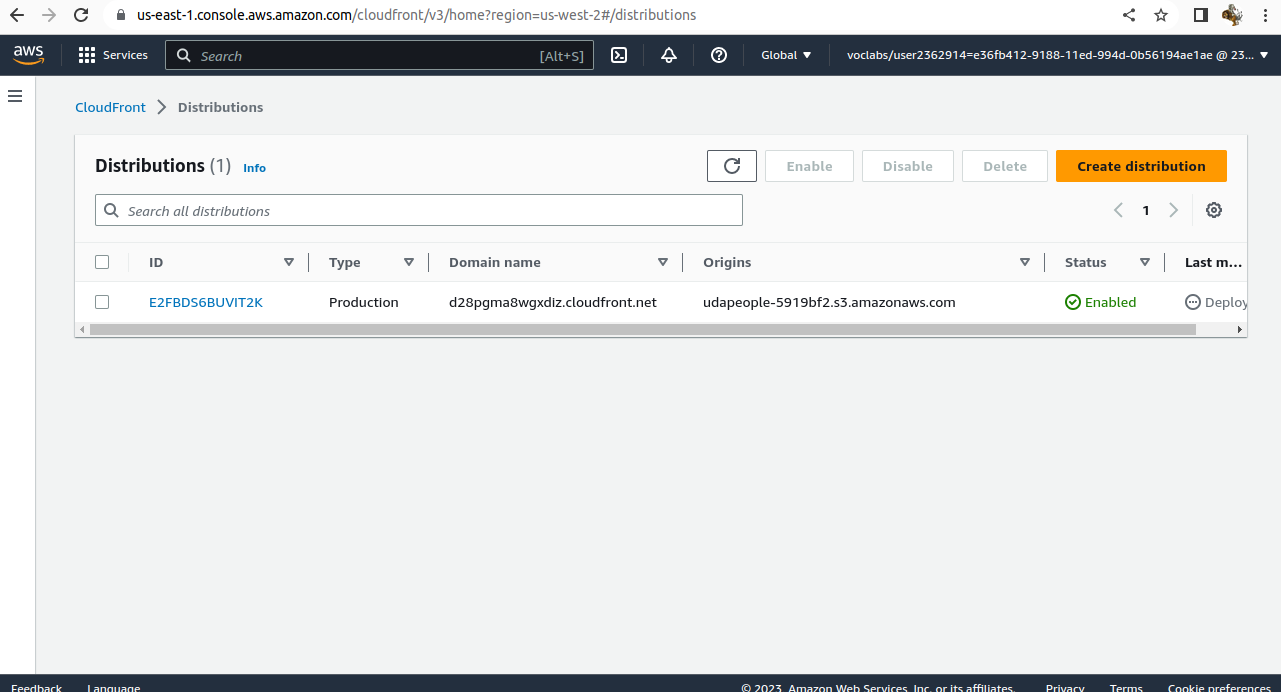 us-east-1.console.aws.amazon.com/cloudfront/v3/home?region=us-west-2#/distributions
aws Services Search [Alt+S] Global voclabs/user2362914=e36fb412-9188-11ed-994d-0b56194ae1ae @ 23...
CloudFront Distributions
Distributions (1) Info Enable Disable Delete Create distribution
Search all distributions 1
ID Type Domain name Origins Status Last m...
E2FBDS6BUVIT2K Production d28pgma8wgxdiz.cloudfront.net udapeople-5919bf2.s3.amazonaws.com Enabled Deploy
Feedback Language © 2023, Amazon Web Services, Inc. or its affiliates. Privacy Terms Cookie preferences